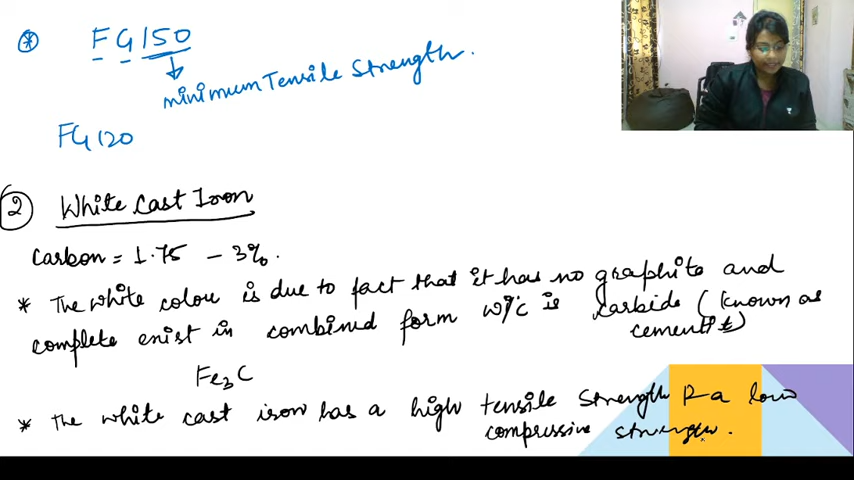 * FG150
minimum Tensile Strength.
FG120
2 White Cast Iron
Carbon = 1.75 - 3%.
* The white colour is due to fact that it has no graphite and
complete exist in combined form w/c is carbide (known as
cementite)
Fe3C
* The white cast iron has a high tensile strength & a low
compressive strength.